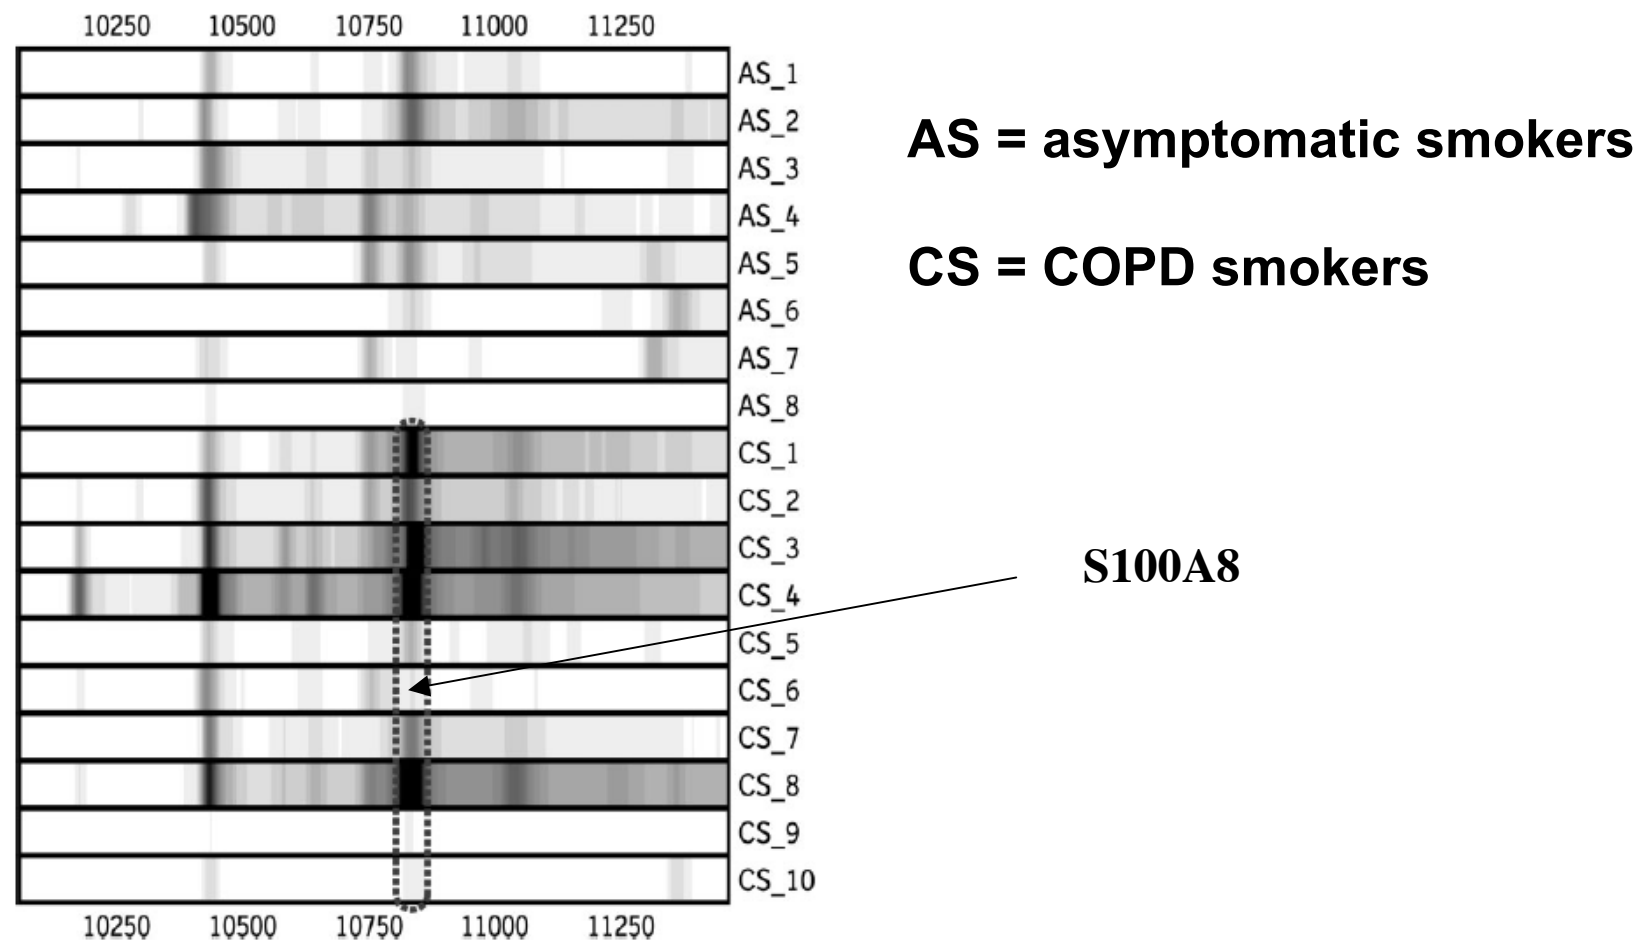 10250 10500 10750 11000 11250
AS_1
AS_2
AS = asymptomatic smokers
AS_3
AS_4
AS_5
CS = COPD smokers
AS_6
AS_7
AS_8
CS_1
CS_2
CS_3
S100A8
CS_4
CS_5
CS_6
CS_7
CS_8
CS_9
CS_10
10250 10500 10750 11000 11250